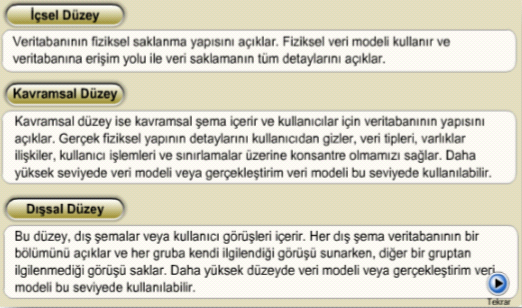 İçsel Düzey
Veritabanının fiziksel saklanma yapısını açıklar. Fiziksel veri modeli kullanır ve
veritabanına erişim yolu ile veri saklamanın tüm detaylarını açıklar.
Kavramsal Düzey
Kavramsal düzey ise kavramsal şema içerir ve kullanıcılar için veritabanının yapısını
açıklar. Gerçek fiziksel yapının detaylarını kullanıcıdan gizler, veri tipleri, varlıklar
ilişkiler, kullanıcı işlemleri ve sınırlamalar üzerine konsantre olmamızı sağlar. Daha
yüksek seviyede veri modeli veya gerçekleştirim veri modeli bu seviyede kullanılabilir.
Dışsal Düzey
Bu düzey, dış şemalar veya kullanıcı görüşleri içerir. Her dış şema veritabanının bir
bölümünü açıklar ve her gruba kendi ilgilendiği görüşü sunarken, diğer bir gruptan
ilgilenmediği görüşü saklar. Daha yüksek düzeyde veri modeli veya gerçekleştirim veri
modeli bu seviyede kullanılabilir.
Tekrar